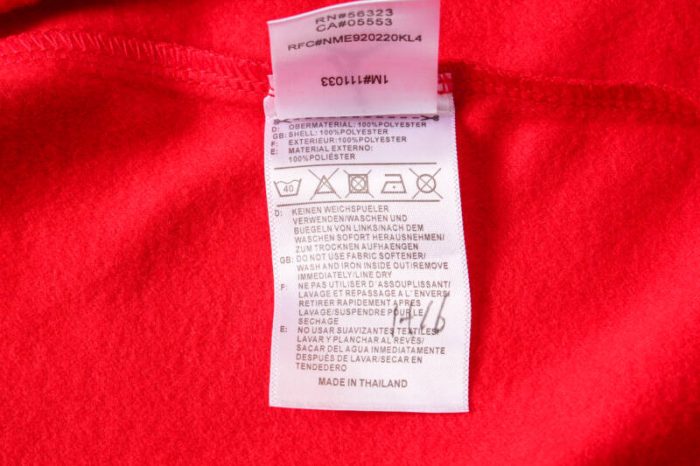 RN#56323
CA#05553
RFC#NME920220KL4
1M#111033
D: OBERMATERIAL:100%POLYESTER
GB: SHELL:100%POLYESTER
F: EXTERIEUR:100%POLYESTER
E: MATERIAL EXTERNO:
100%POLIÉSTER
40
D: KEINEN WEICHSPUELER
VERWENDEN/WASCHEN UND
BUEGELN VON LINKS/NACH DEM
WASCHEN SOFORT HERAUSNEHMEN/
ZUM TROCKNEN AUFHAENGEN
GB: DO NOT USE FABRIC SOFTENER/
WASH AND IRON INSIDE OUT/REMOVE
IMMEDIATELY/LINE DRY
F: NE PAS UTILISER D'ASSOUPLISSANT/
LAVAGE ET REPASSAGE A L'ENVERS/
RETIRER RAPIDEMENT APRÈS
LAVAGE/SUSPENDRE POUR LE
SECHAGE
E: NO USAR SUAVIZANTES TEXTILES/
LAVAR Y PLANCHAR AL REVÉS/
SACAR DEL AGUA INMEDIATAMENTE
DESPUÉS DE LAVAR/SECAR EN
TENDEDERO
MADE IN THAILAND